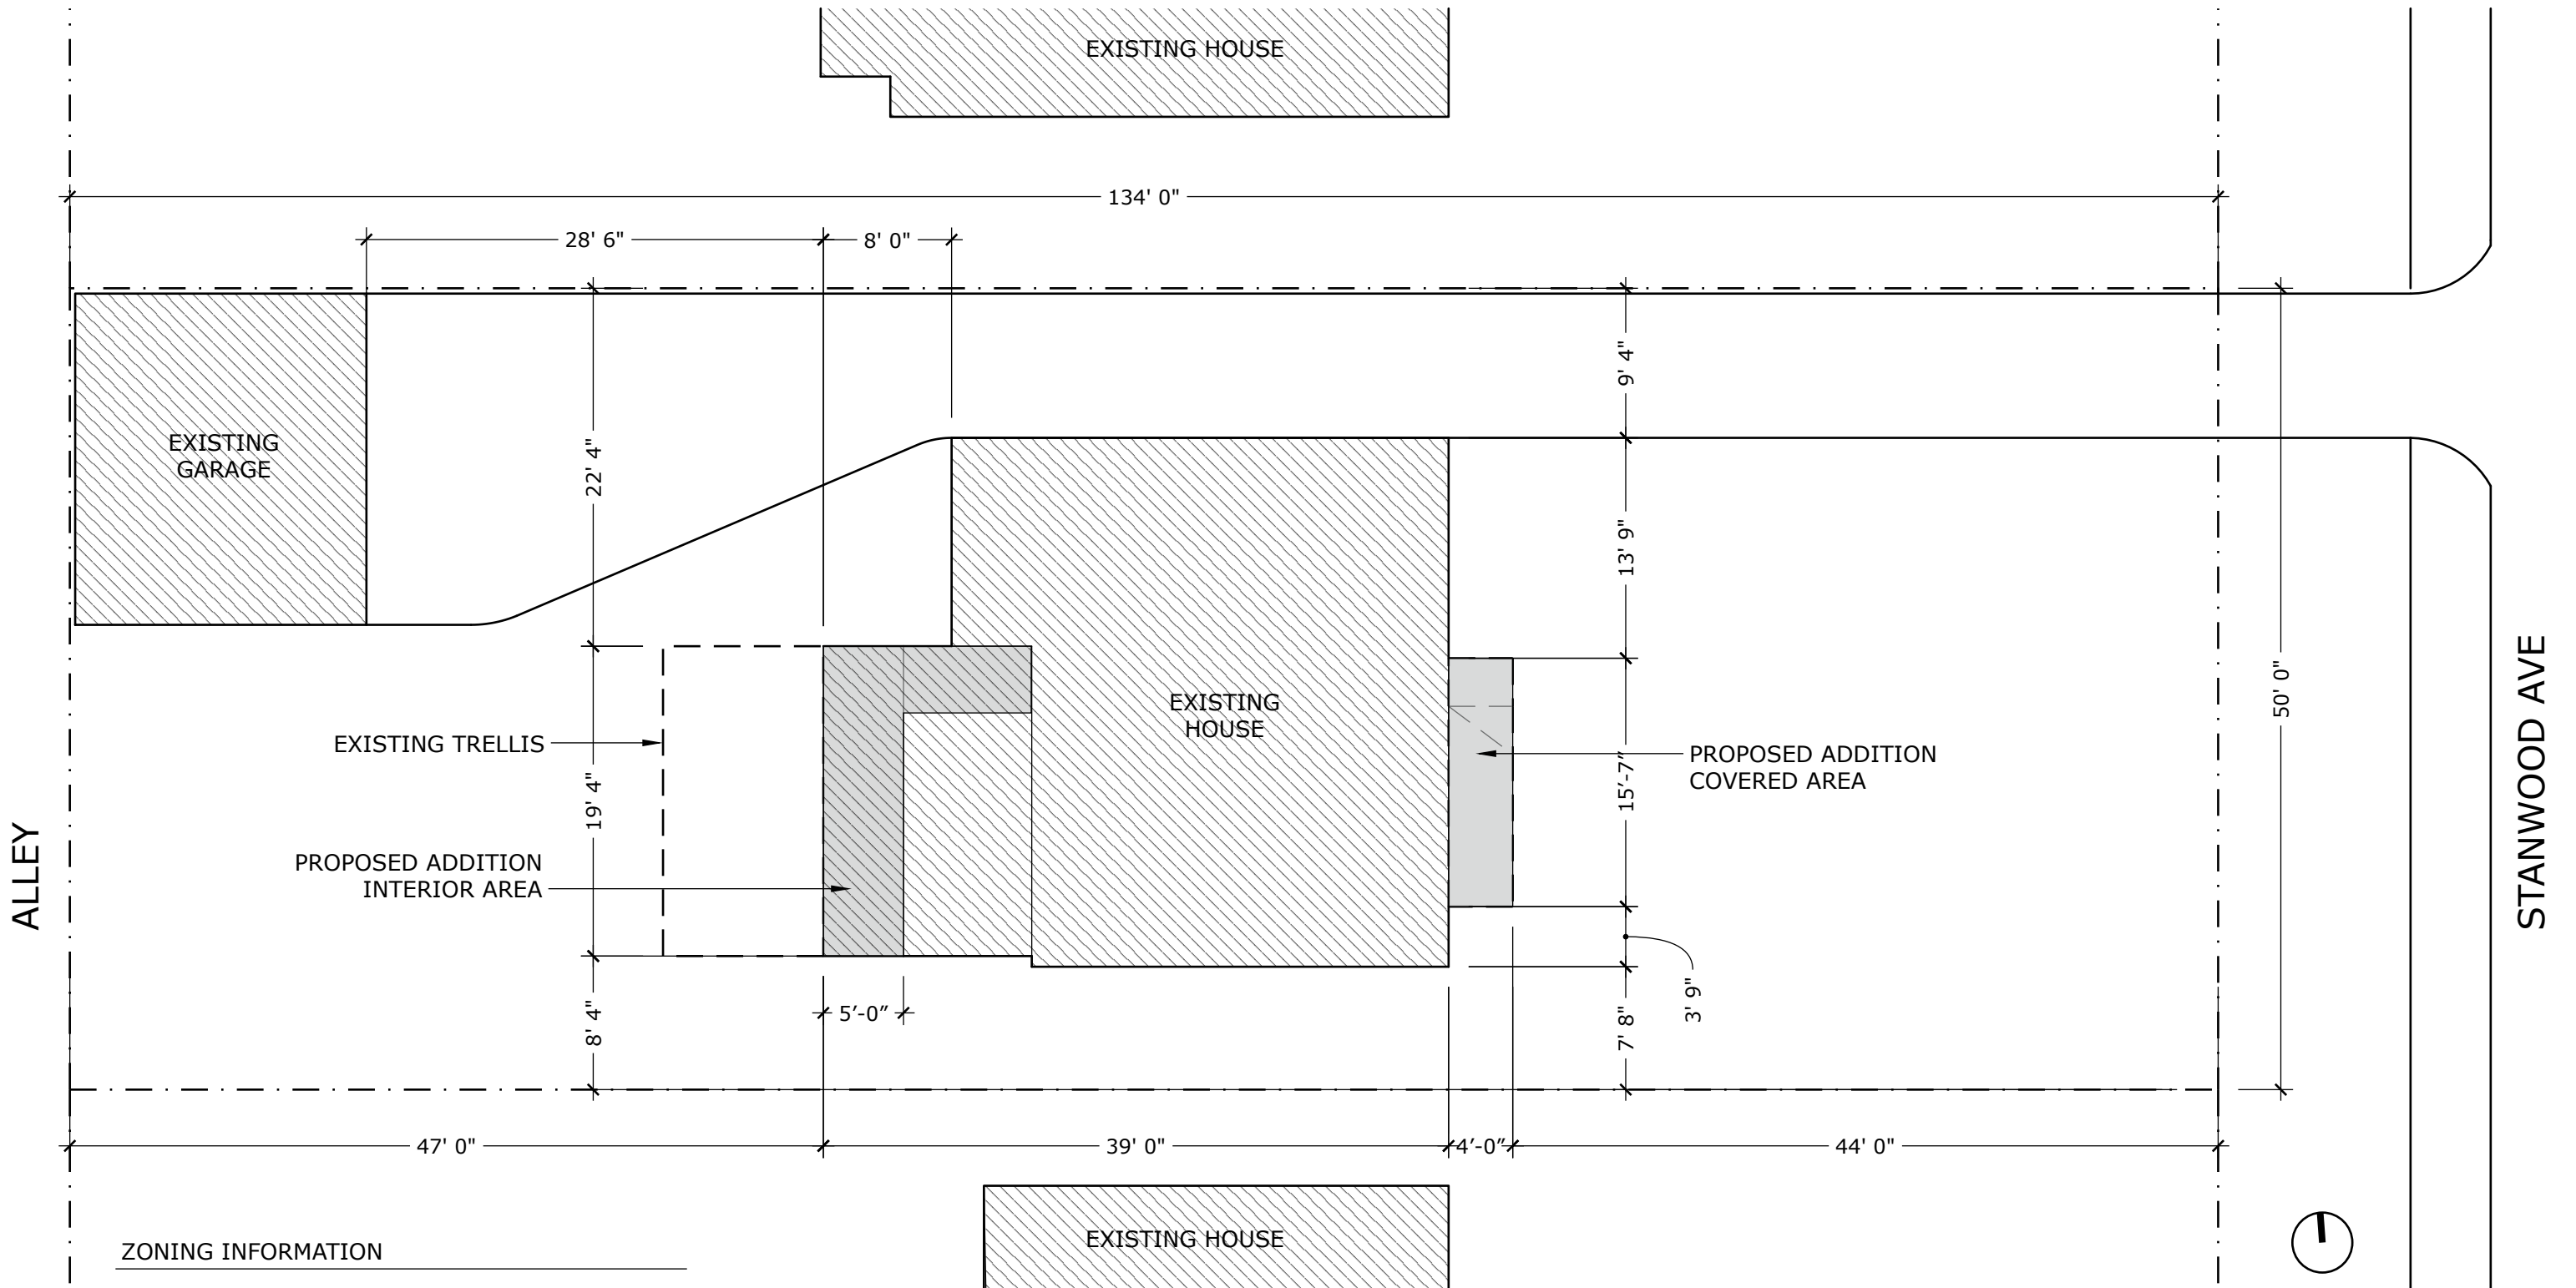 EXISTING HOUSE
134' 0"
28' 6"
8' 0"
9' 4"
EXISTING
GARAGE
22' 4"
13' 9"
50' 0"
EXISTING
HOUSE
EXISTING TRELLIS
PROPOSED ADDITION
COVERED AREA
15'-7"
19' 4"
PROPOSED ADDITION
INTERIOR AREA
ALLEY
STANWOOD AVE
3' 9"
5'-0"
8' 4"
7' 8"
47' 0"
39' 0"
4'-0"
44' 0"
EXISTING HOUSE
ZONING INFORMATION